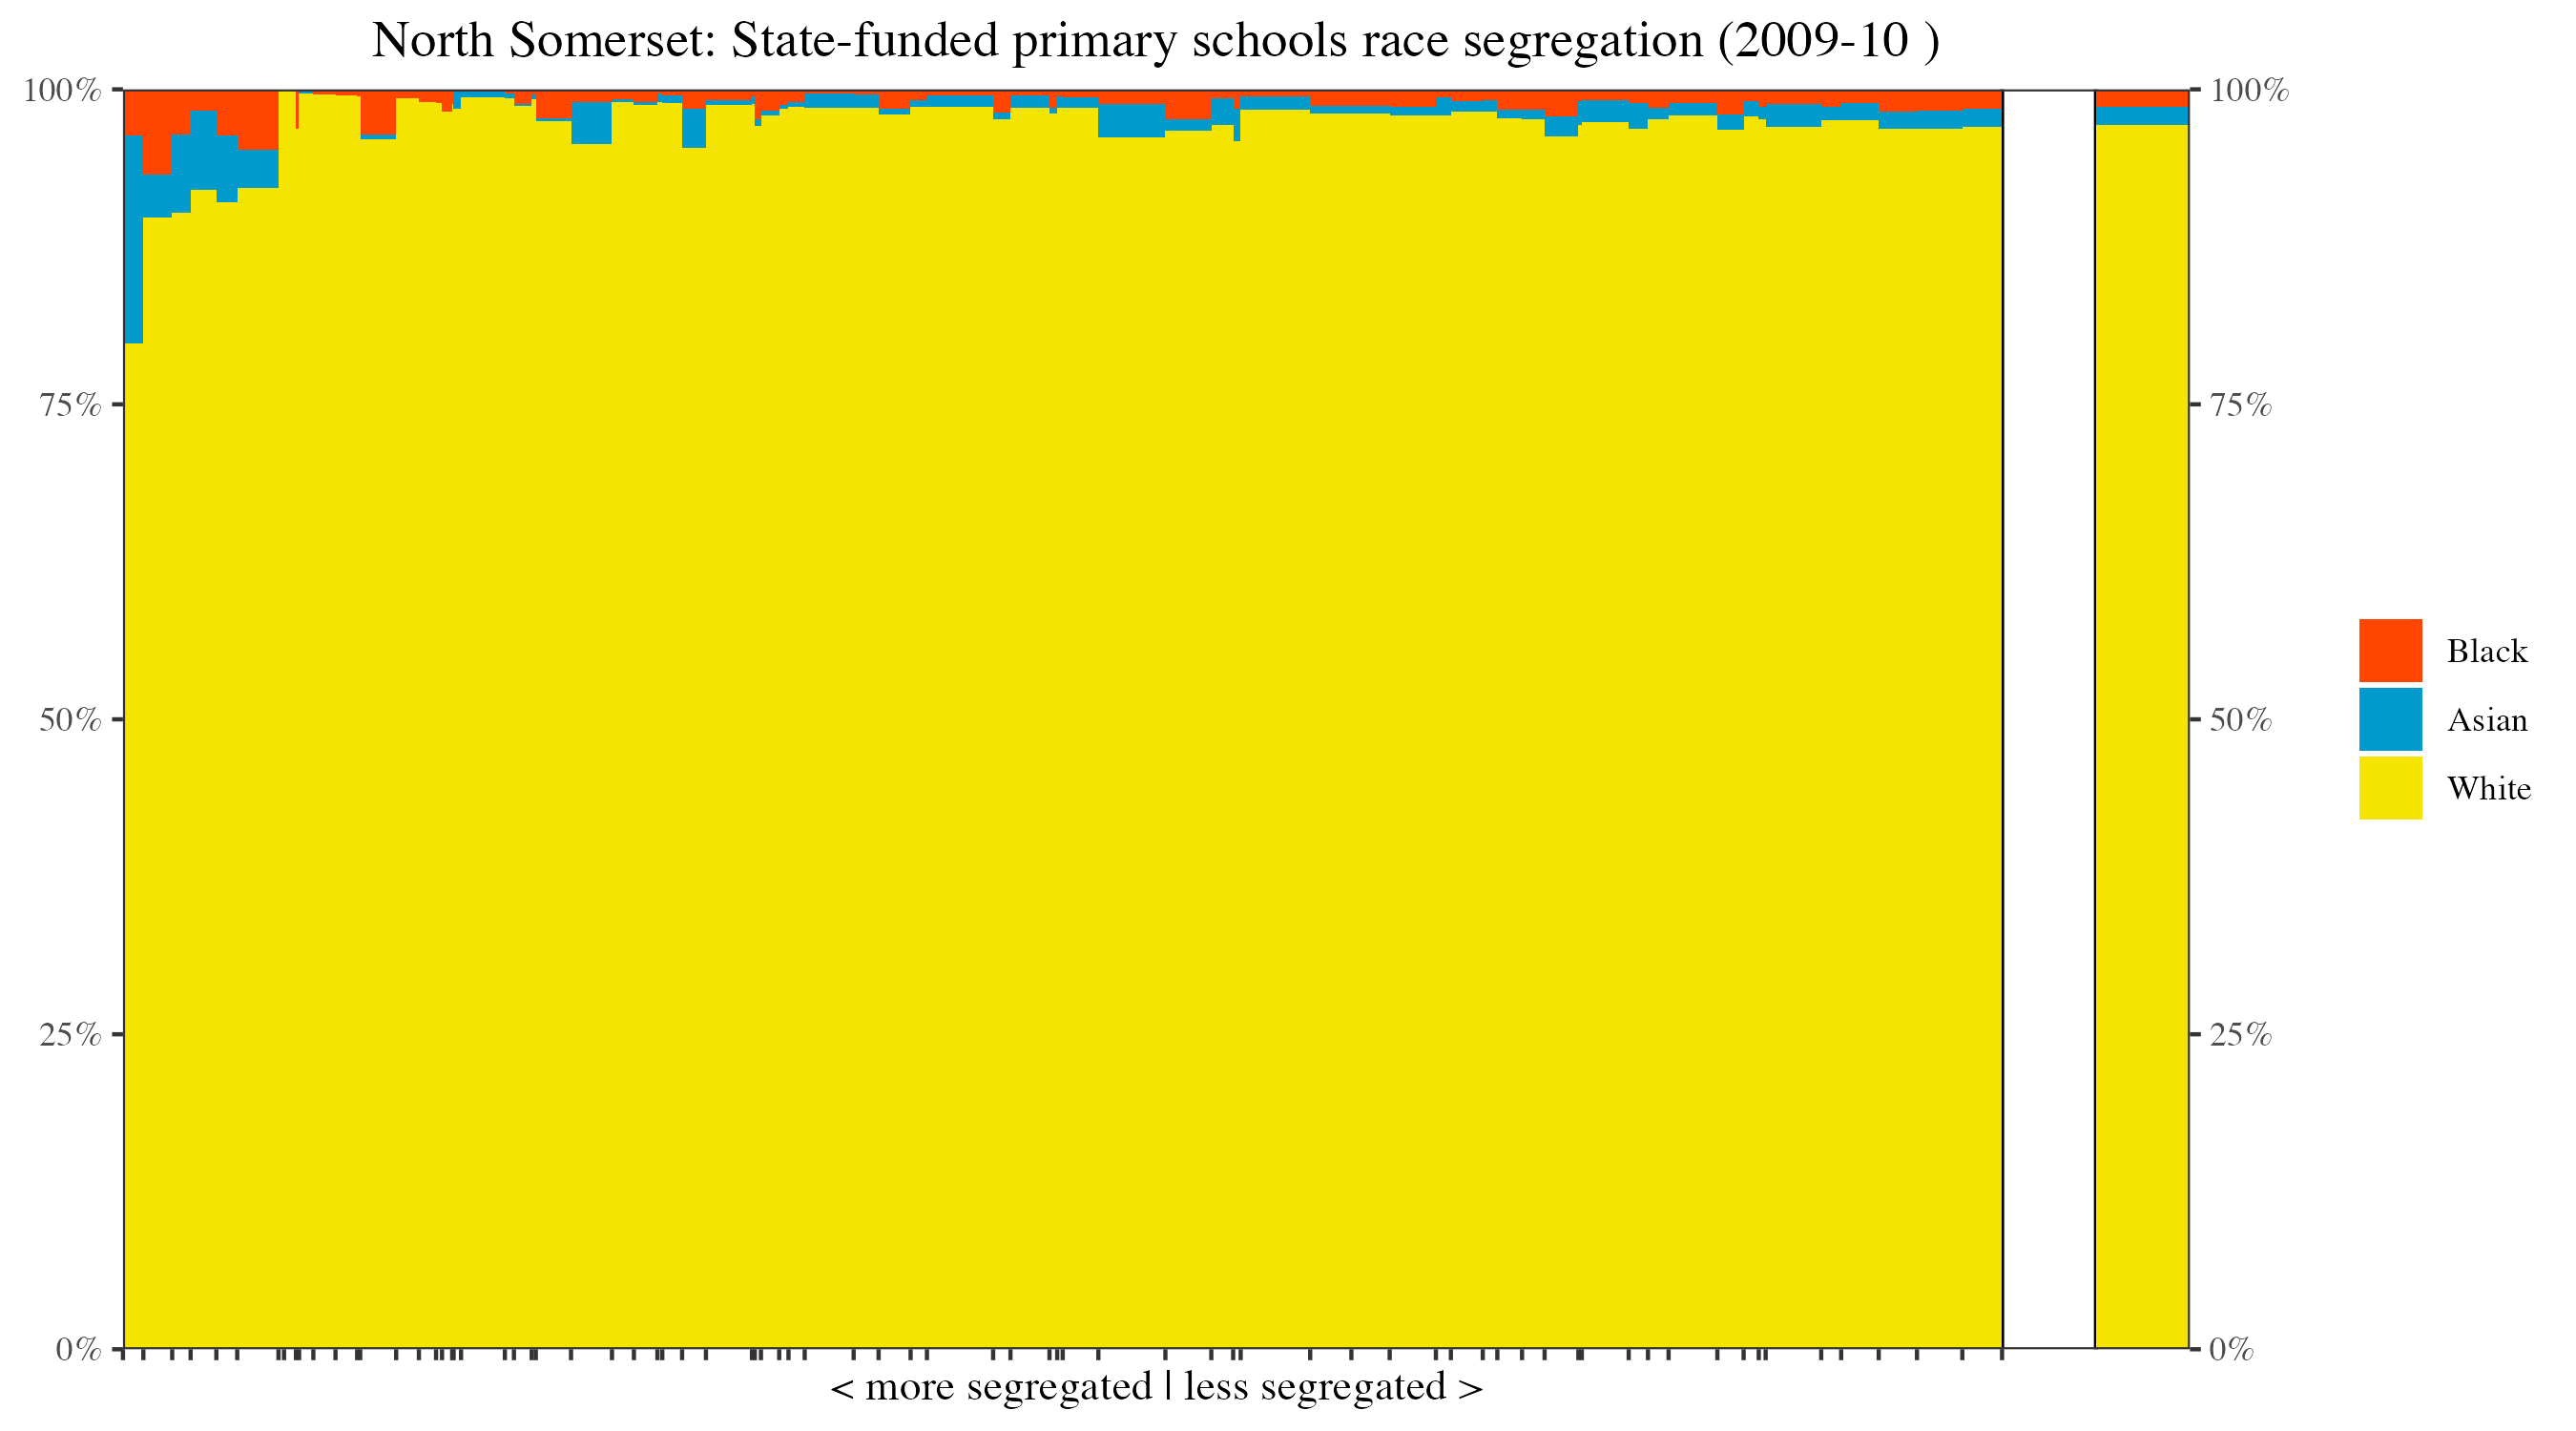 North Somerset: State-funded primary schools race segregation (2009-10 )
100%
75%
50%
25%
0%
100%
75%
50%
25%
0%
Black
Asian
White
< more segregated | less segregated >